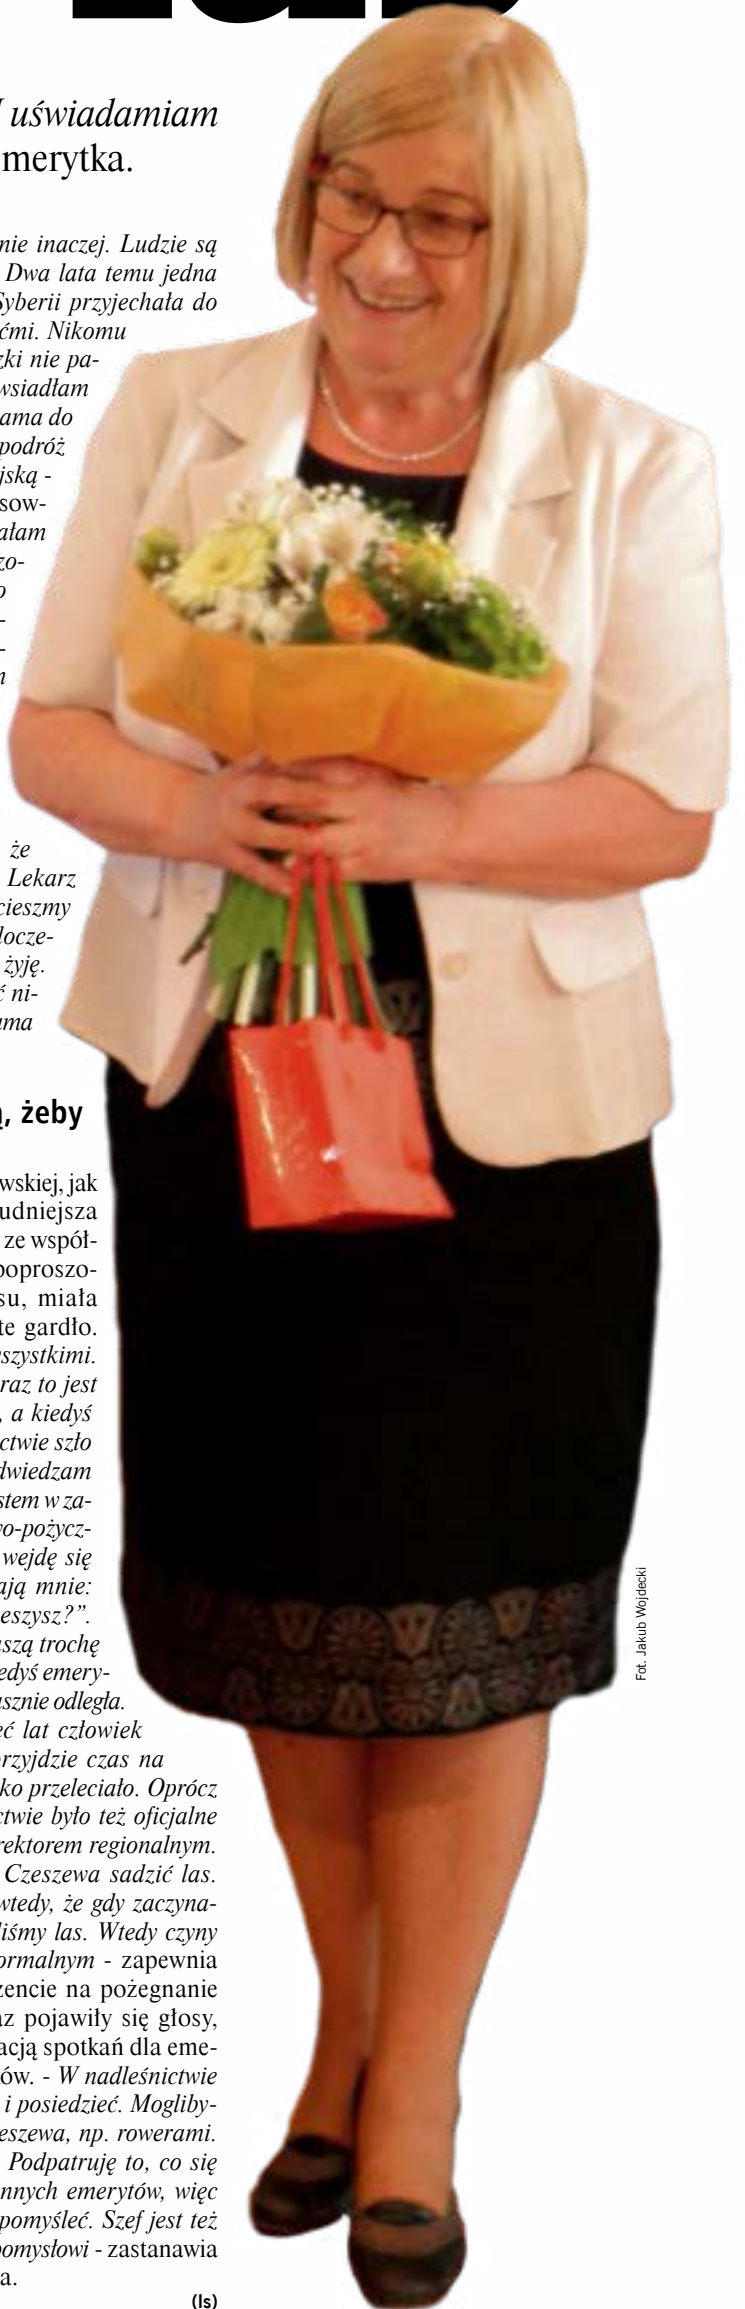 uświadamiam
merytka.
nie inaczej. Ludzie są
Dwa lata temu jedna
Syberii przyjechała do
ćmi. Nikomu
zki nie pa-
wsiadłam
ama do
podróż
jską -
sow-
ałam
zo-
o
-
-
n
że
Lekarz
cieszmy
locze-
żyję.
ć ni-
ama
ą, żeby
wskiej, jak
udniejsza
ze współ-
poproszo-
su, miała
te gardło.
szystkimi.
raz to jest
, a kiedyś
ctwie szło
dwiedzam
stem w za-
vo-pożycz-
wejdę się
ają mnie:
eszysz?”.
uszą trochę
edyś emery-
sznie odległa.
eć lat człowiek
rzyjdzie czas na
ko przeleciało. Oprócz
ctwie było też oficjalne
rektorem regionalnym.
Czeszewa sadzić las.
wtedy, że gdy zaczyna-
liśmy las. Wtedy czyny
ormalnym - zapewnia
zencie na pożegnanie
az pojawiły się głosy,
acją spotkań dla eme-
ów. - W nadleśnictwie
i posiedzieć. Mogliby-
eszewa, np. rowerami.
Podpatruję to, co się
nnych emerytów, więc
pomyśleć. Szef jest też
pomysłowi - zastanawia
a.
(ls)
Fot. Jakub Wojdecki